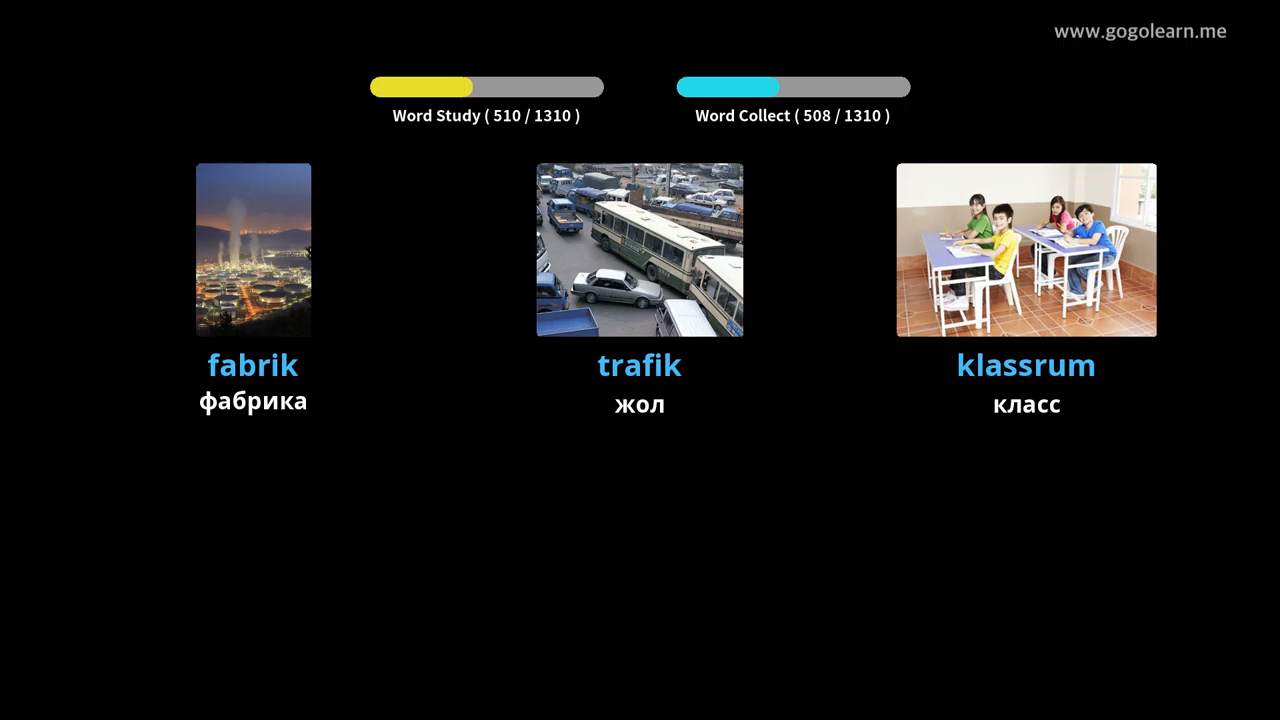 www.gogolearn.me
Word Study ( 510 / 1310 )
Word Collect ( 508 / 1310 )
fabrik
фабрика
trafik
жол
klassrum
класс